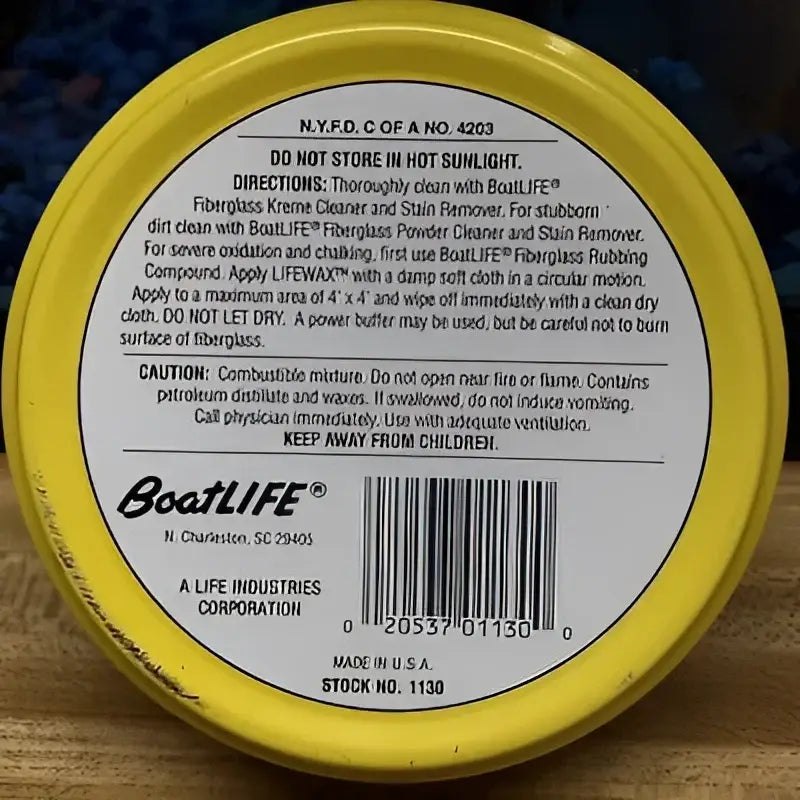 N.Y.F.D. C OF A NO. 4203
DO NOT STORE IN HOT SUNLIGHT.
DIRECTIONS: Thoroughly clean with BoatLIFE®
Fiberglass Kreme Cleaner and Stain Remover. For stubborn
dirt clean with BoatLIFE® Fiberglass Powder Cleaner and Stain Remover.
For severe oxidation and chalking, first use BoatLIFE® Fiberglass Rubbing
Compound. Apply LIFEWAX™ with a damp soft cloth in a circular motion.
Apply to a maximum area of 4' x 4' and wipe off immediately with a clean dry
cloth. DO NOT LET DRY. A power buffer may be used, but be careful not to burn
surface of fiberglass.
CAUTION: Combustible mixture. Do not open near fire or flame. Contains
petroleum distillate and waxes. If swallowed, do not induce vomiting.
Call physician immediately. Use with adequate ventilation.
KEEP AWAY FROM CHILDREN.
BoatLIFE®
N. Charleston, SC 29405
A LIFE INDUSTRIES
CORPORATION
0 20537 01130 0
MADE IN U.S.A.
STOCK NO. 1130